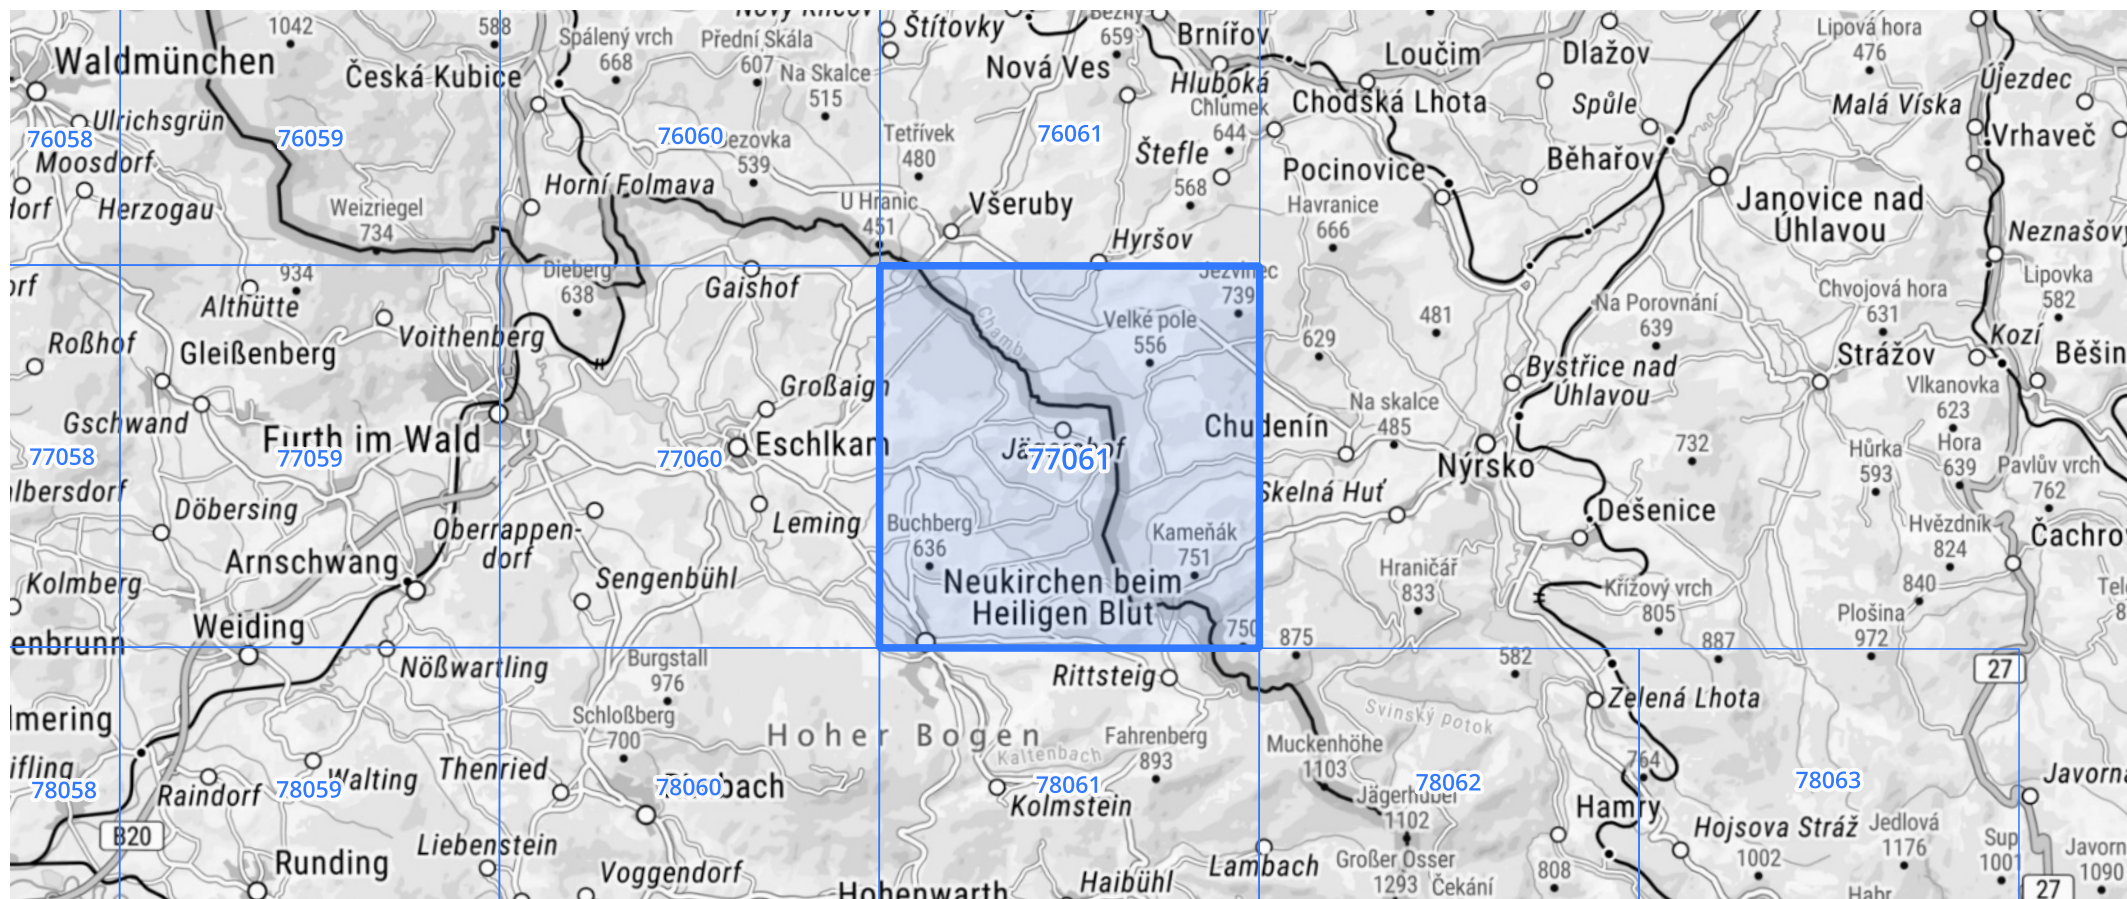 1042
588
Spálený vrch
668
Přední Skála
607
Na Skalce
515
Štítovky
659
Nová Ves
Brnířov
Hluboká
Chlumek
644
Loučim
Dlažov
Lipová hora
476
Újezdec
Waldmünchen
Česká Kubice
Chodská Lhota
Spůle
Malá Víska
Ulrichsgrün
76058
76059
76060
539
Tetřívek
480
76061
Štefle
568
Vrhaveč
Moosdorf
Herzogau
Horní Folmava
Pocinovice
Běhařov
Janovice nad
Úhlavou
Weizriegel
734
U Hranic
451
Všeruby
Hyršov
Havranice
666
Neznašovy
Lipovka
582
934
Althütte
Dieberg
638
Gaishof
Chamb
Jezvinec
739
Velké pole
556
629
481
Na Porovnání
639
Chvojová hora
631
Kozí
Roßhof
Gleißenberg
Voithenberg
Großaign
Bystřice nad
Úhlavou
Strážov
Běšin
Vlkanovka
623
Gschwand
Furth im Wald
Eschlkam
Jägershof
Chudenín
Na skalce
485
Nýrsko
732
Hůrka
593
Hora
639
Pavlův vrch
762
77058
77059
77060
77061
albersdorf
Döbersing
Oberrappen-
dorf
Leming
Skelná Huť
Dešenice
Hvězdník
824
Čachro
Buchberg
636
Kameňák
751
Arnschwang
Sengenbühl
Neukirchen beim
Heiligen Blut
Hraničář
833
Křížový vrch
805
840
Plošina
972
Kolmberg
Weiding
750
875
887
582
27
enbrunn
Nößwartling
Burgstall
976
Rittsteig
Zelená Lhota
Svinský potok
Schloßberg
700
Hoher Bogen
Kaltenbach
Fahrenberg
893
Muckenhöhe
1103
764
Javorná
Thenried
Walting
Raindorf
78058
78059
78060
78061
78062
78063
Kolmstein
Jägerhübel
1102
Hamry
Hojsova Stráž
1002
Jedlová
1176
B20
Runding
Liebenstein
Voggendorf
Hohenwarth
Haibühl
Lambach
Großer Osser
1293
Čekání
808
27
1090